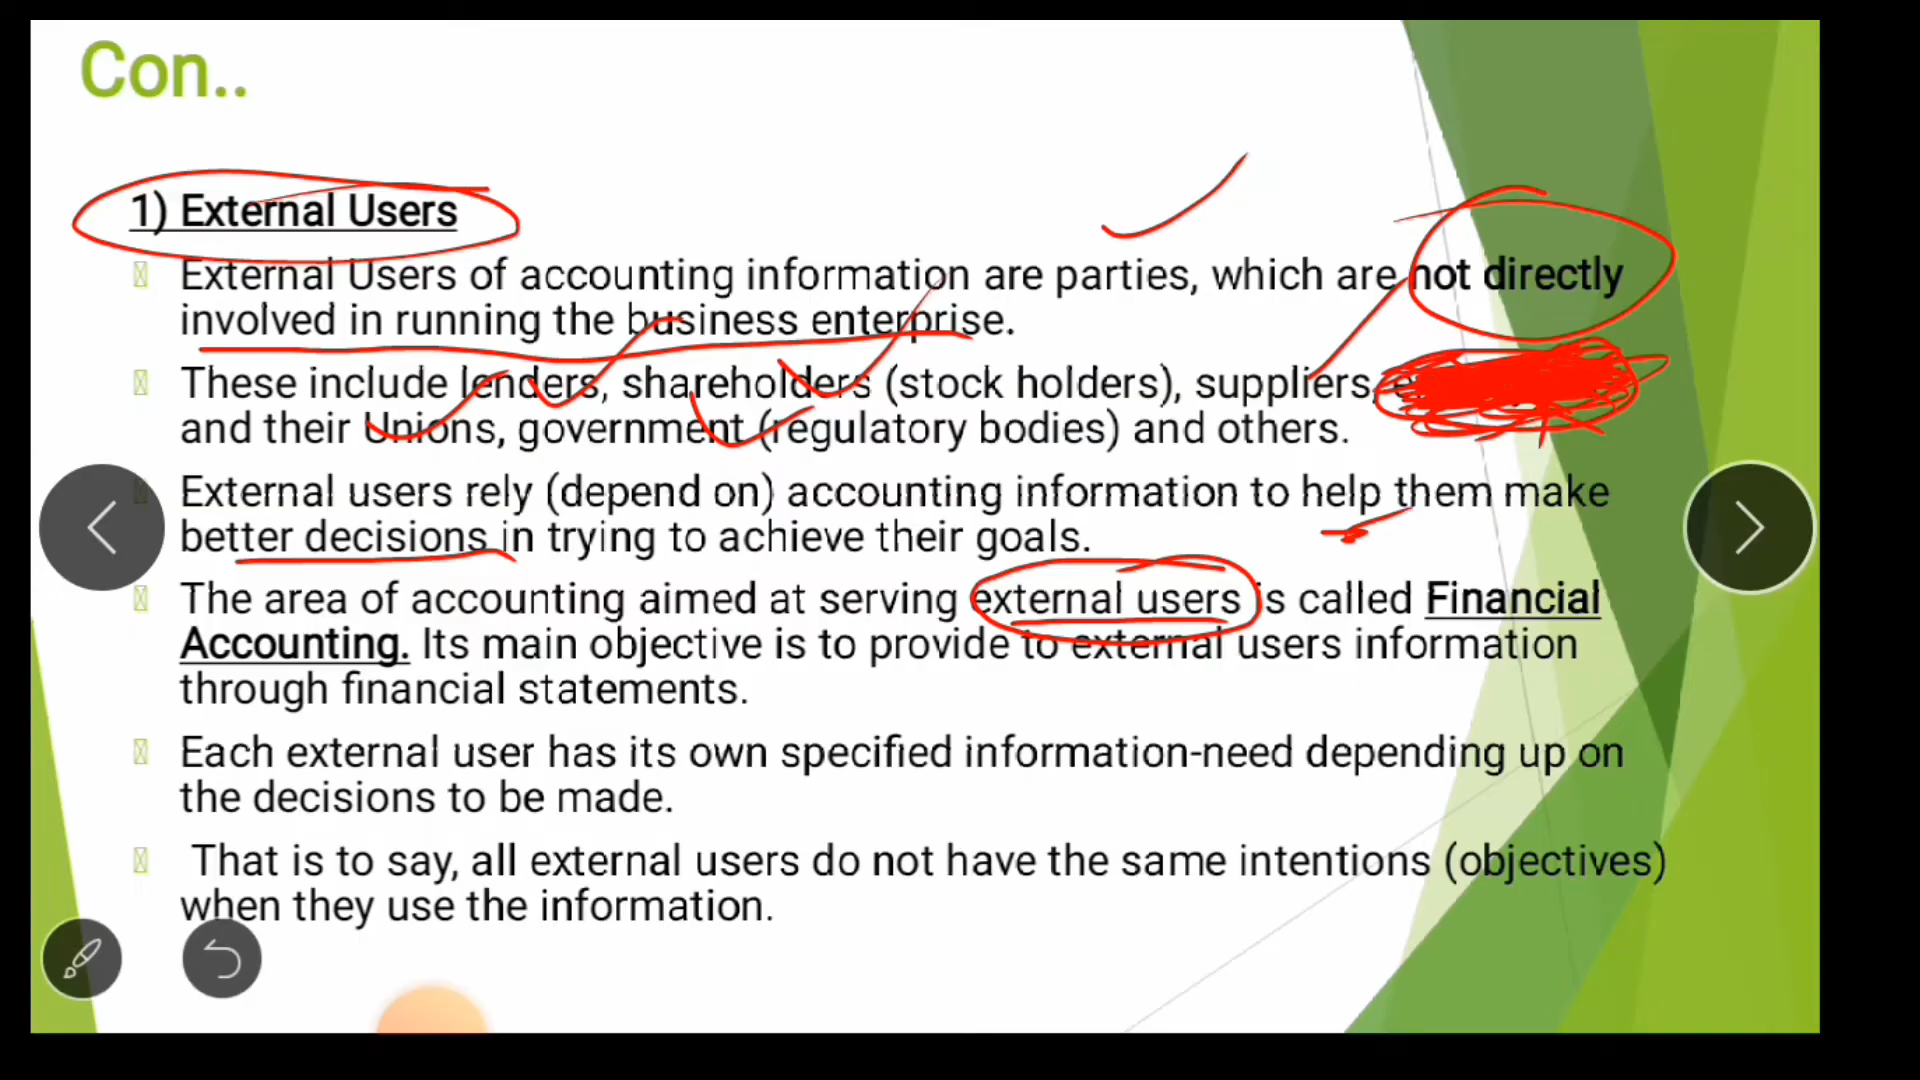 Con..
1) External Users
External Users of accounting information are parties, which are not directly
involved in running the business enterprise.
These include lenders, shareholders (stock holders), suppliers,
and their Unions, government (regulatory bodies) and others.
External users rely (depend on) accounting information to help them make
better decisions in trying to achieve their goals.
The area of accounting aimed at serving external users is called Financial
Accounting. Its main objective is to provide to external users information
through financial statements.
Each external user has its own specified information-need depending up on
the decisions to be made.
That is to say, all external users do not have the same intentions (objectives)
when they use the information.